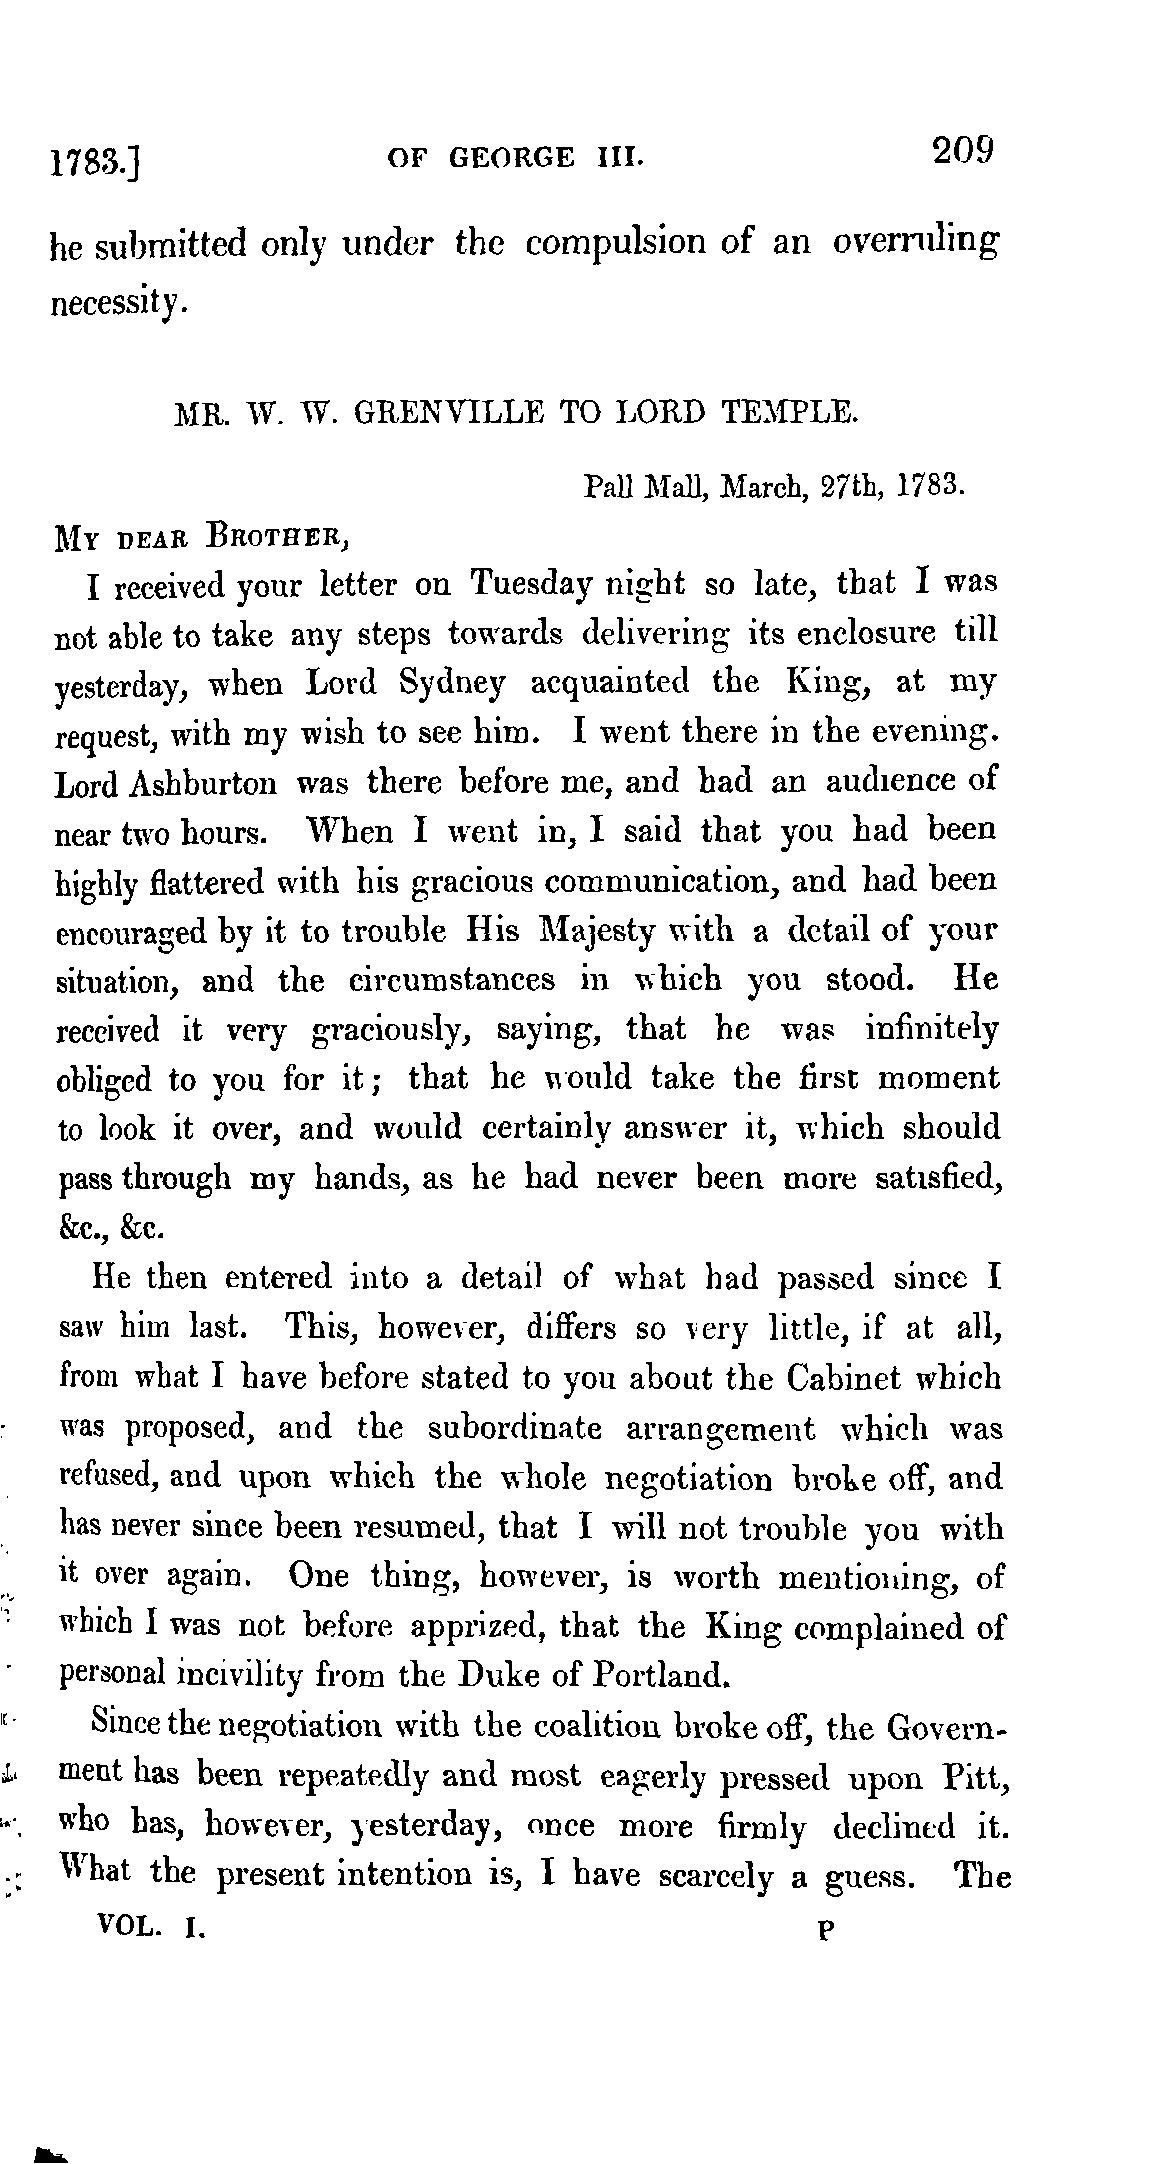 1783.] OF GEORGE III. 209
he submitted only under the compulsion of an overruling
necessity.
MR. W. W. GRENVILLE TO LORD TEMPLE.
Pall Mall, March, 27th, 1783.
MY DEAR BROTHER,
I received your letter on Tuesday night so late, that I was
not able to take any steps towards delivering its enclosure till
yesterday, when Lord Sydney acquainted the King, at my
request, with my wish to see him. I went there in the evening.
Lord Ashburton was there before me, and had an audience of
near two hours. When I went in, I said that you had been
highly flattered with his gracious communication, and had been
encouraged by it to trouble His Majesty with a detail of your
situation, and the circumstances in which you stood. He
received it very graciously, saying, that he was infinitely
obliged to you for it; that he would take the first moment
to look it over, and would certainly answer it, which should
pass through my hands, as he had never been more satisfied,
&c., &c.
He then entered into a detail of what had passed since I
saw him last. This, however, differs so very little, if at all,
from what I have before stated to you about the Cabinet which
was proposed, and the subordinate arrangement which was
refused, and upon which the whole negotiation broke off, and
has never since been resumed, that I will not trouble you with
it over again. One thing, however, is worth mentioning, of
which I was not before apprized, that the King complained of
personal incivility from the Duke of Portland.
Since the negotiation with the coalition broke off, the Govern-
ment has been repeatedly and most eagerly pressed upon Pitt,
who has, however, yesterday, once more firmly declined it.
What the present intention is, I have scarcely a guess. The
VOL. I. P